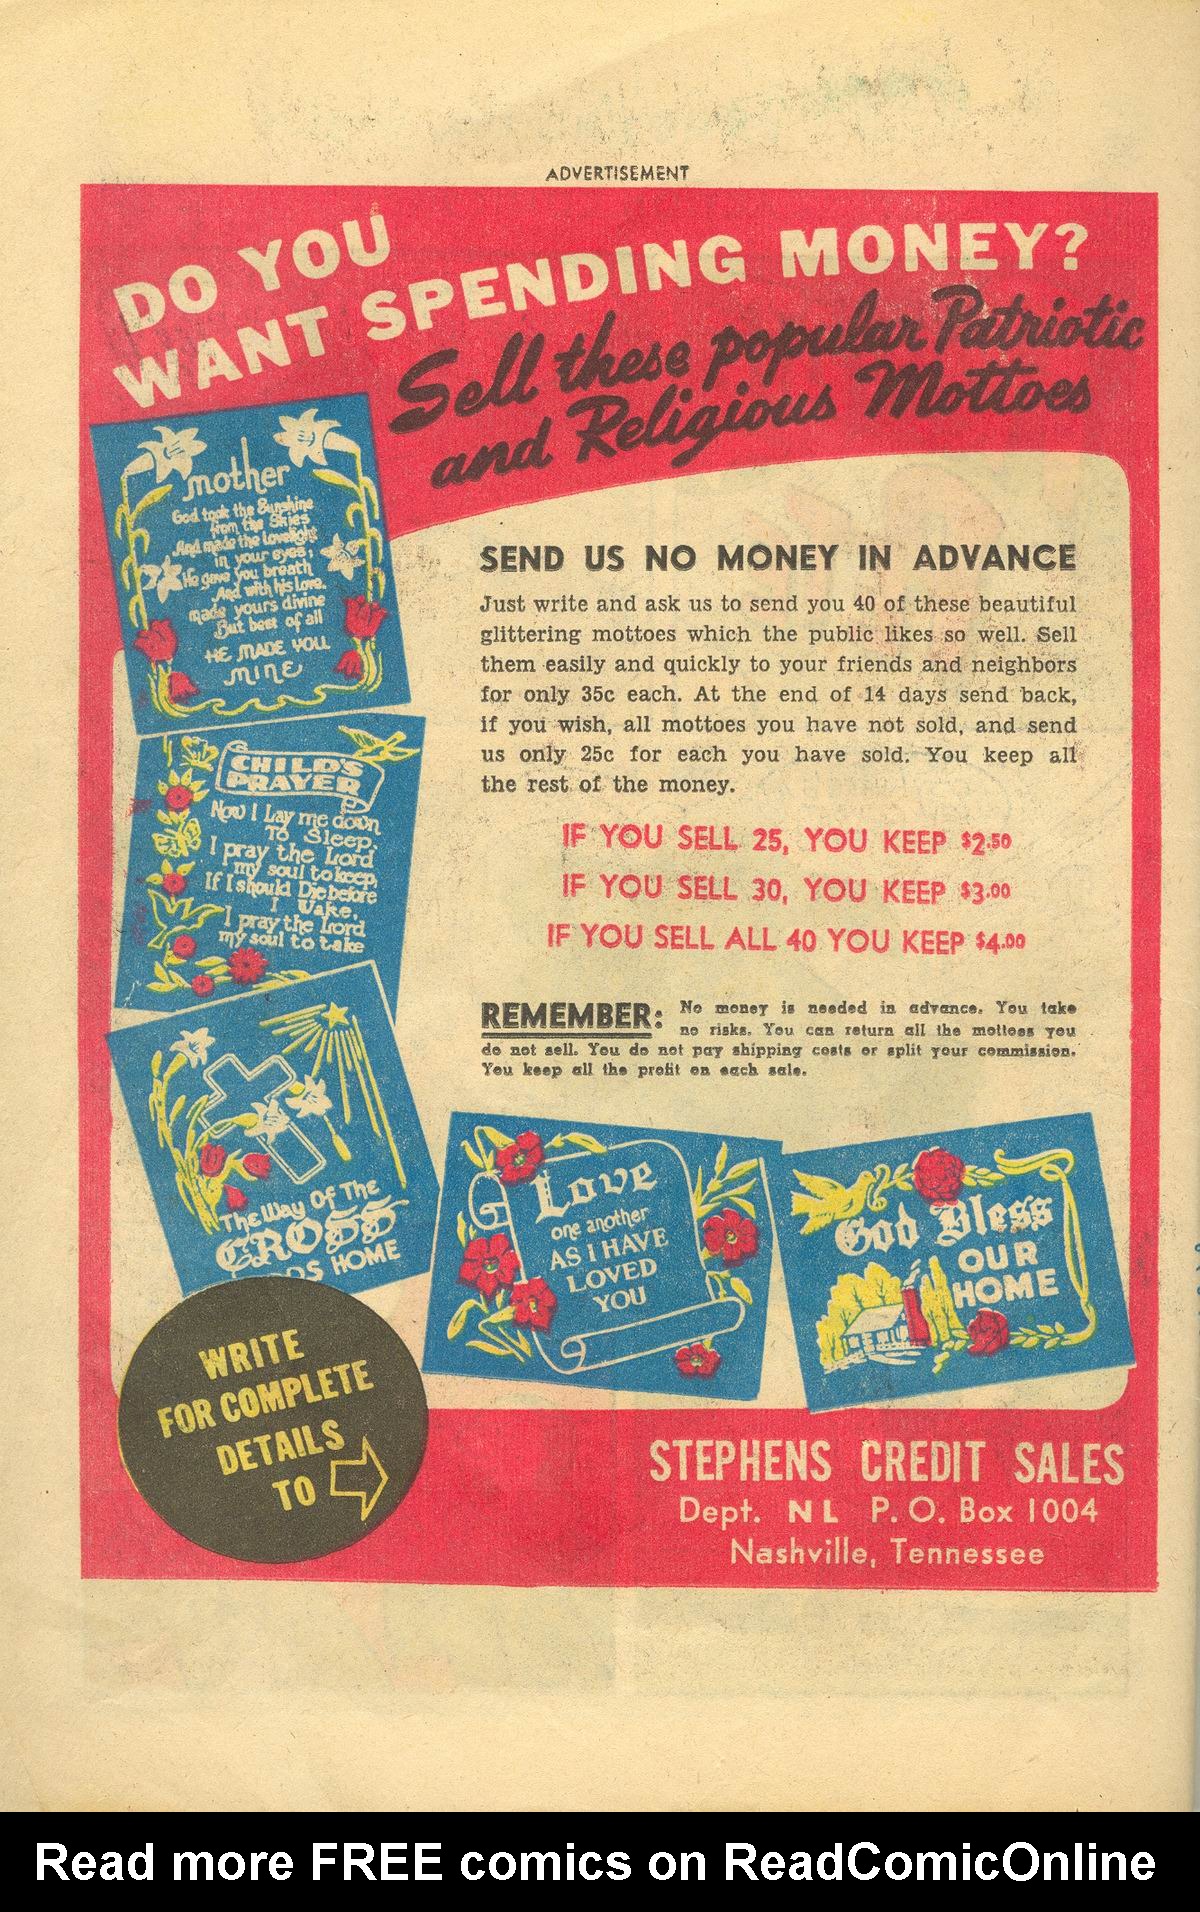 ADVERTISEMENT
DO YOU
WANT SPENDING MONEY?
Sell these popular Patriotic
and Religious Mottoes
mother
God took the Sunshine
from the Skies
And made the lovelight
in your eyes;
He gave you breath
And with his Love.
made yours divine
But best of all
HE MADE YOU
MINE
CHILD'S
PRAYER
Now I Lay me down
To Sleep,
I pray the Lord
my soul to keep,
If I should Die before
I Wake,
I pray the Lord
my soul to take
The Way Of The
CROSS
DS HOME
SEND US NO MONEY IN ADVANCE
Just write and ask us to send you 40 of these beautiful
glittering mottoes which the public likes so well. Sell
them easily and quickly to your friends and neighbors
for only 35c each. At the end of 14 days send back,
if you wish, all mottoes you have not sold, and send
us only 25c for each you have sold. You keep all
the rest of the money.
IF YOU SELL 25, YOU KEEP $2.50
IF YOU SELL 30, YOU KEEP $3.00
IF YOU SELL ALL 40 YOU KEEP $4.00
REMEMBER: No money is needed in advance. You take
no risks. You can return all the mottoes you
do not sell. You do not pay shipping costs or split your commission.
You keep all the profit on each sale.
Love
one another
AS I HAVE
LOVED
YOU
God Bless
OUR
HOME
WRITE
FOR COMPLETE
DETAILS
TO
STEPHENS CREDIT SALES
Dept. NL P. O. Box 1004
Nashville, Tennessee
Read more FREE comics on ReadComicOnline